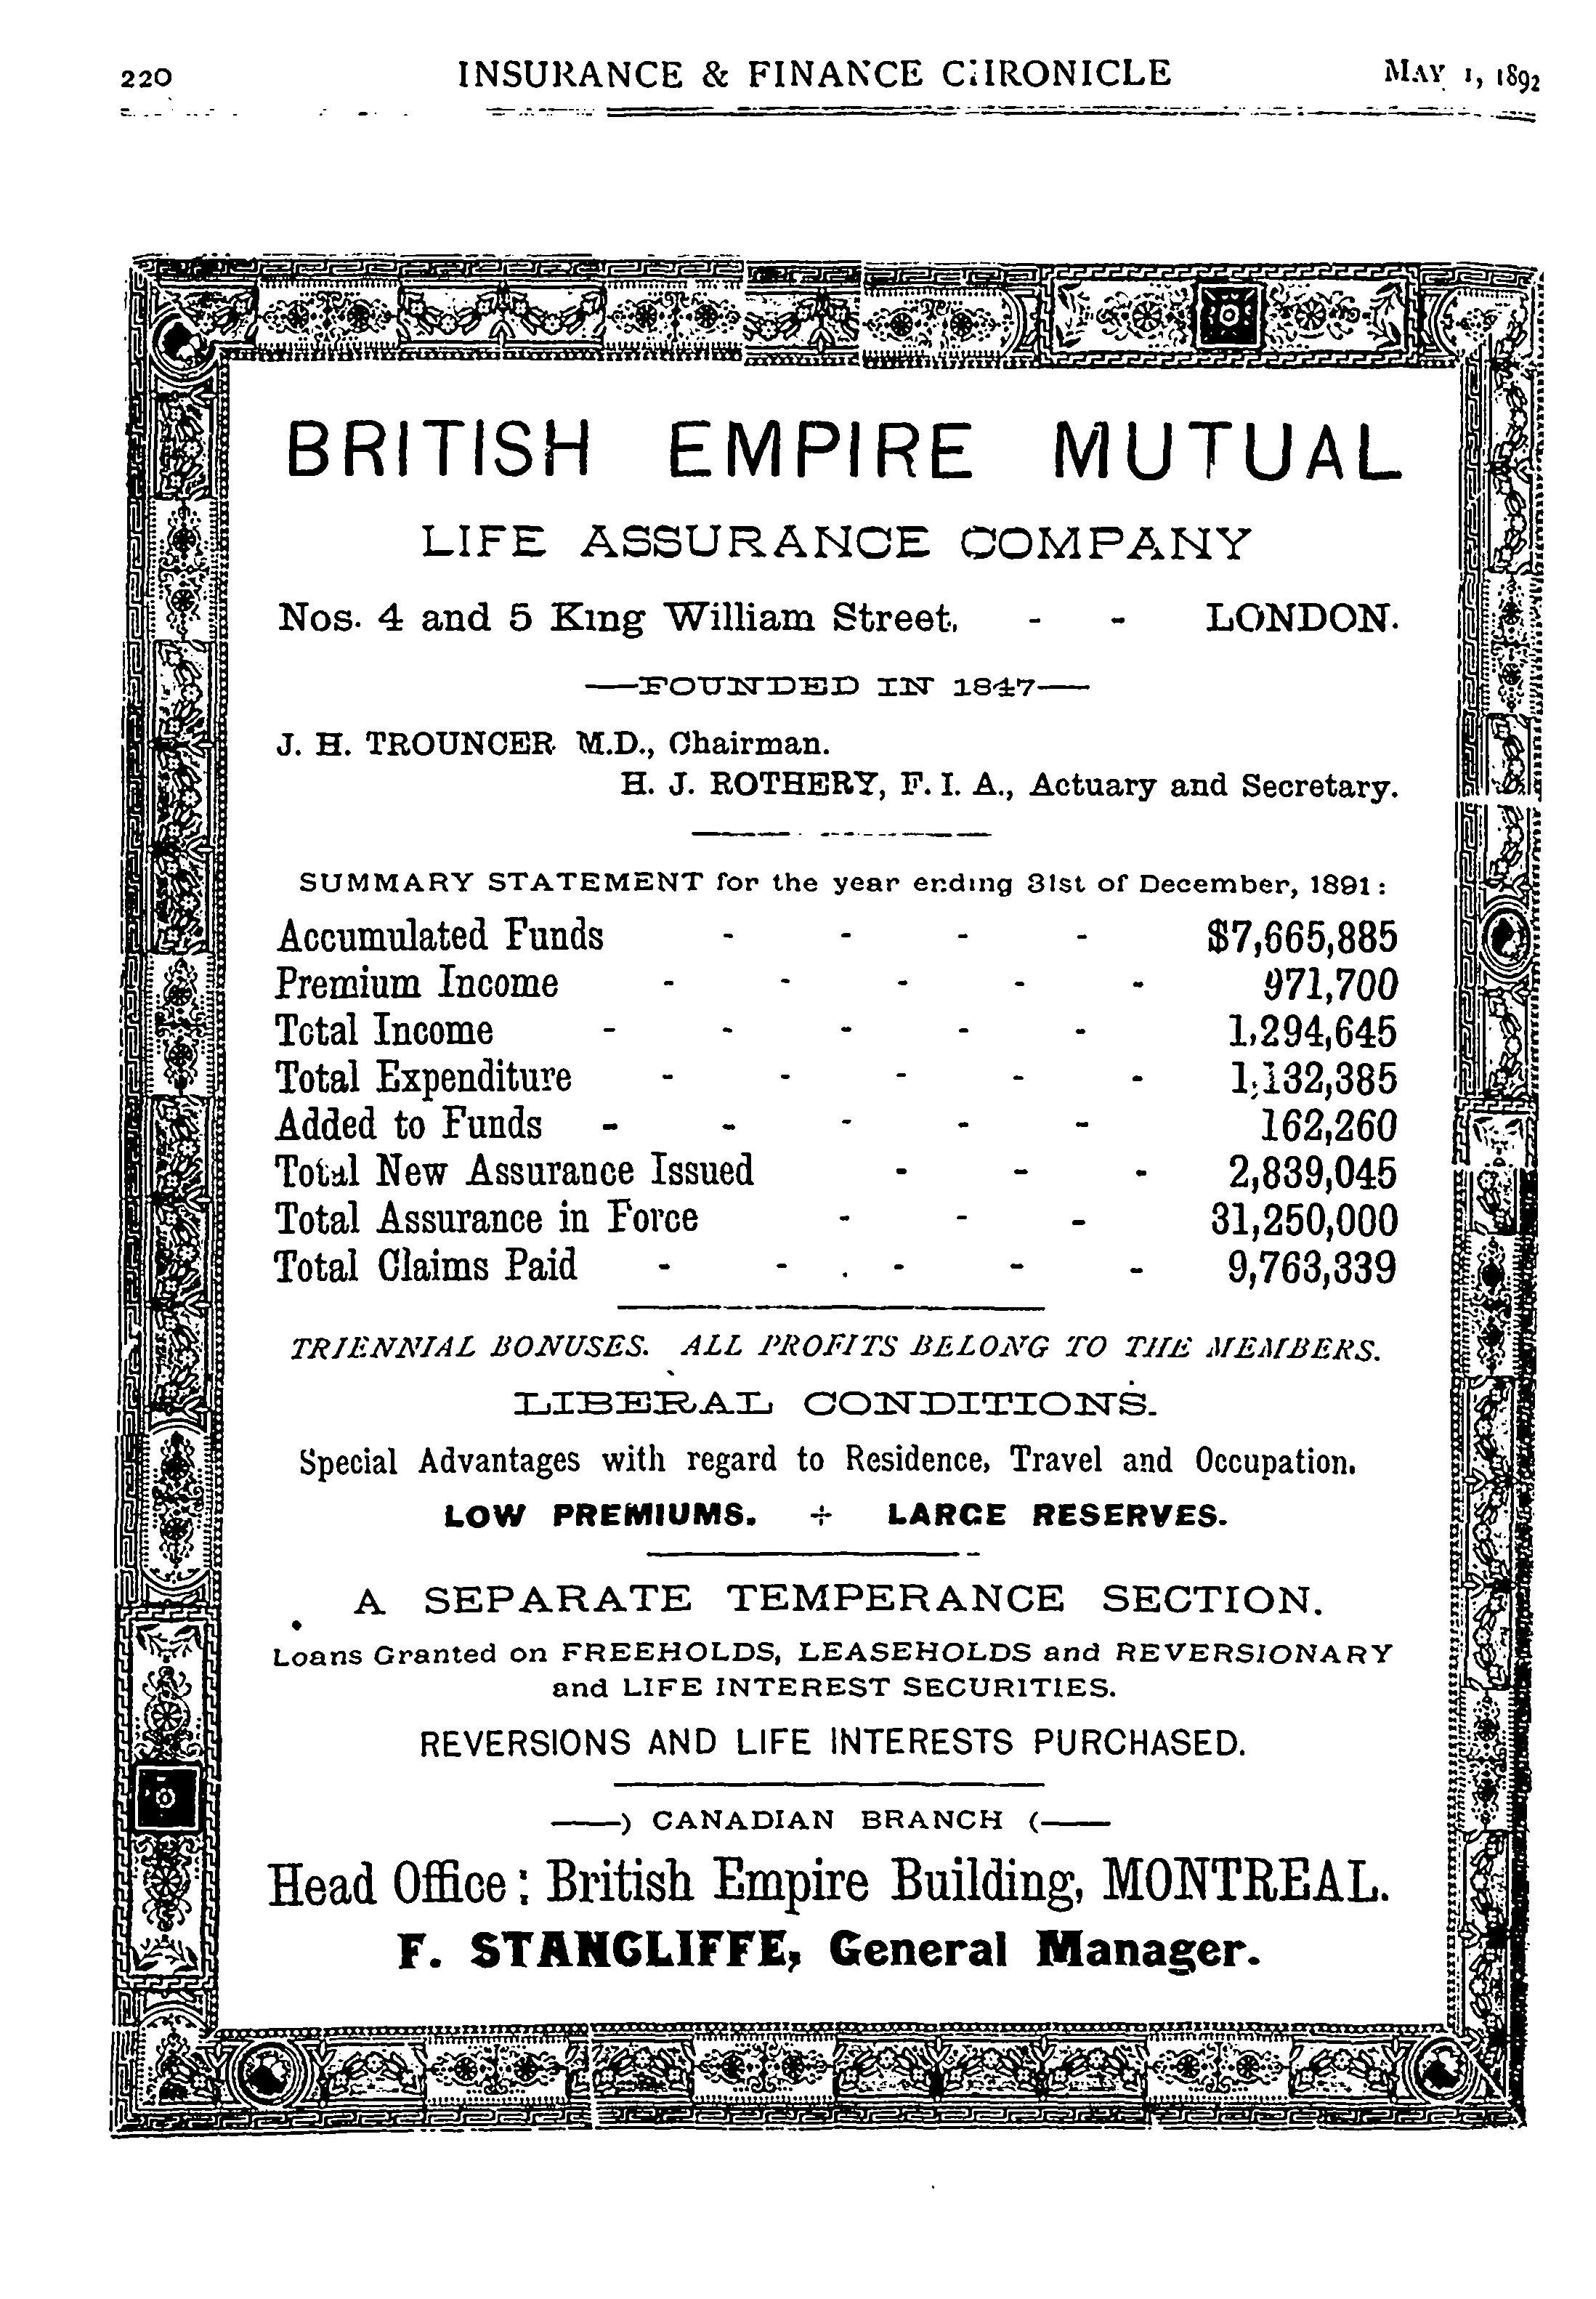 220 INSURANCE & FINANCE CHRONICLE MAY 1, 1892
BRITISH EMPIRE MUTUAL
LIFE ASSURANCE COMPANY
Nos. 4 and 5 King William Street, - - LONDON.
—FOUNDED IN 1847—
J. H. TROUNCER M.D., Chairman.
H. J. ROTHERY, F. I. A., Actuary and Secretary.
SUMMARY STATEMENT for the year ending 31st of December, 1891:
Accumulated Funds - - - - $7,665,885
Premium Income - - - - - 971,700
Total Income - - - - - 1,294,645
Total Expenditure - - - - - 1,132,385
Added to Funds - - - - - 162,260
Total New Assurance Issued - - - 2,839,045
Total Assurance in Force - - - 31,250,000
Total Claims Paid - - - - - 9,763,339
TRIENNIAL BONUSES. ALL PROFITS BELONG TO THE MEMBERS.
LIBERAL CONDITIONS.
Special Advantages with regard to Residence, Travel and Occupation.
LOW PREMIUMS. ÷ LARGE RESERVES.
A SEPARATE TEMPERANCE SECTION.
Loans Granted on FREEHOLDS, LEASEHOLDS and REVERSIONARY
and LIFE INTEREST SECURITIES.
REVERSIONS AND LIFE INTERESTS PURCHASED.
——) CANADIAN BRANCH (——
Head Office: British Empire Building, MONTREAL.
F. STANCLIFFE, General Manager.